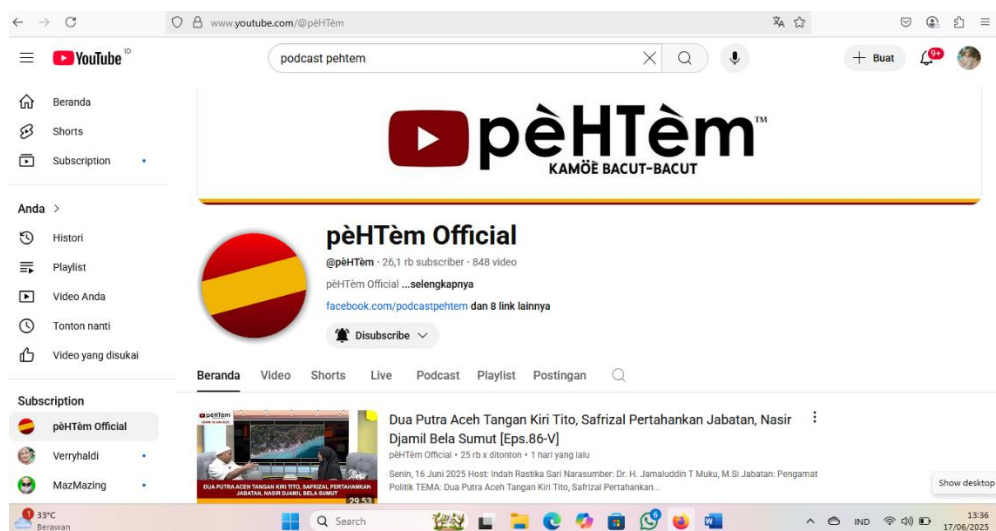 www.youtube.com/@pèHTèm
YouTube ID
podcast pehtem
Buat
9+
Beranda
Shorts
Subscription
Anda
Histori
Playlist
Video Anda
Tonton nanti
Video yang disukai
Subscription
pèHTèm Official
Verryhaldi
MazMazing
pèHTèm™
KAMÖË BACUT-BACUT
pèHTèm Official
@pèHTèm · 26,1 rb subscriber · 848 video
pèHTèm Official ...selengkapnya
facebook.com/podcastpehtem dan 8 link lainnya
Disubscribe
Beranda Video Shorts Live Podcast Playlist Postingan
pèHTèm
DUA PUTRA ACEH TANGAN KIRI TITO, SAFRIZAL PERTAHANKAN
JABATAN, NASIR DJAMIL BELA SUMUT
29.53
Dua Putra Aceh Tangan Kiri Tito, Safrizal Pertahankan Jabatan, Nasir
Djamil Bela Sumut [Eps.86-V]
pèHTèm Official • 25 rb x ditonton • 1 hari yang lalu
Senin, 16 Juni 2025 Host: Indah Rastika Sari Narasumber: Dr. H. Jamaluddin T Muku, M.Si Jabatan: Pengamat
Politik TEMA: Dua Putra Aceh Tangan Kiri Tito, Safrizal Pertahankan...
Show desktop
33°C
Berawan
Search
IND
13:36
17/06/2025